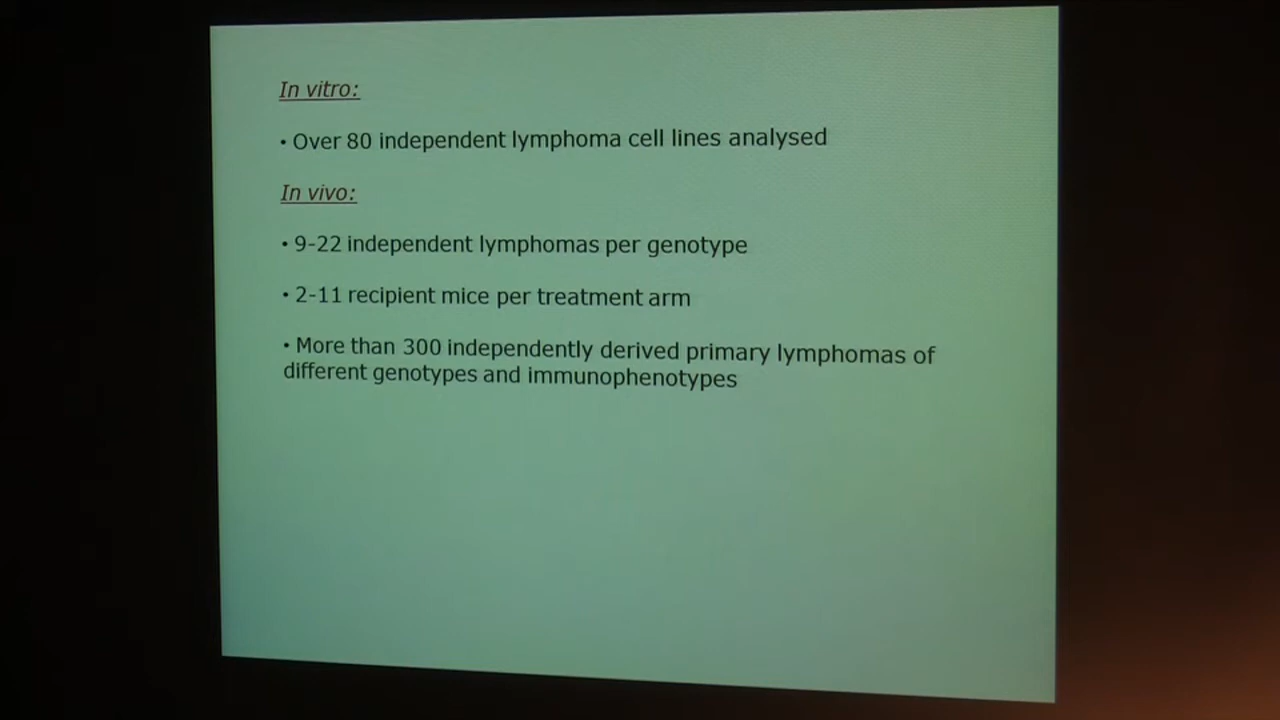 In vitro:
• Over 80 independent lymphoma cell lines analysed
In vivo:
• 9-22 independent lymphomas per genotype
• 2-11 recipient mice per treatment arm
• More than 300 independently derived primary lymphomas of
different genotypes and immunophenotypes